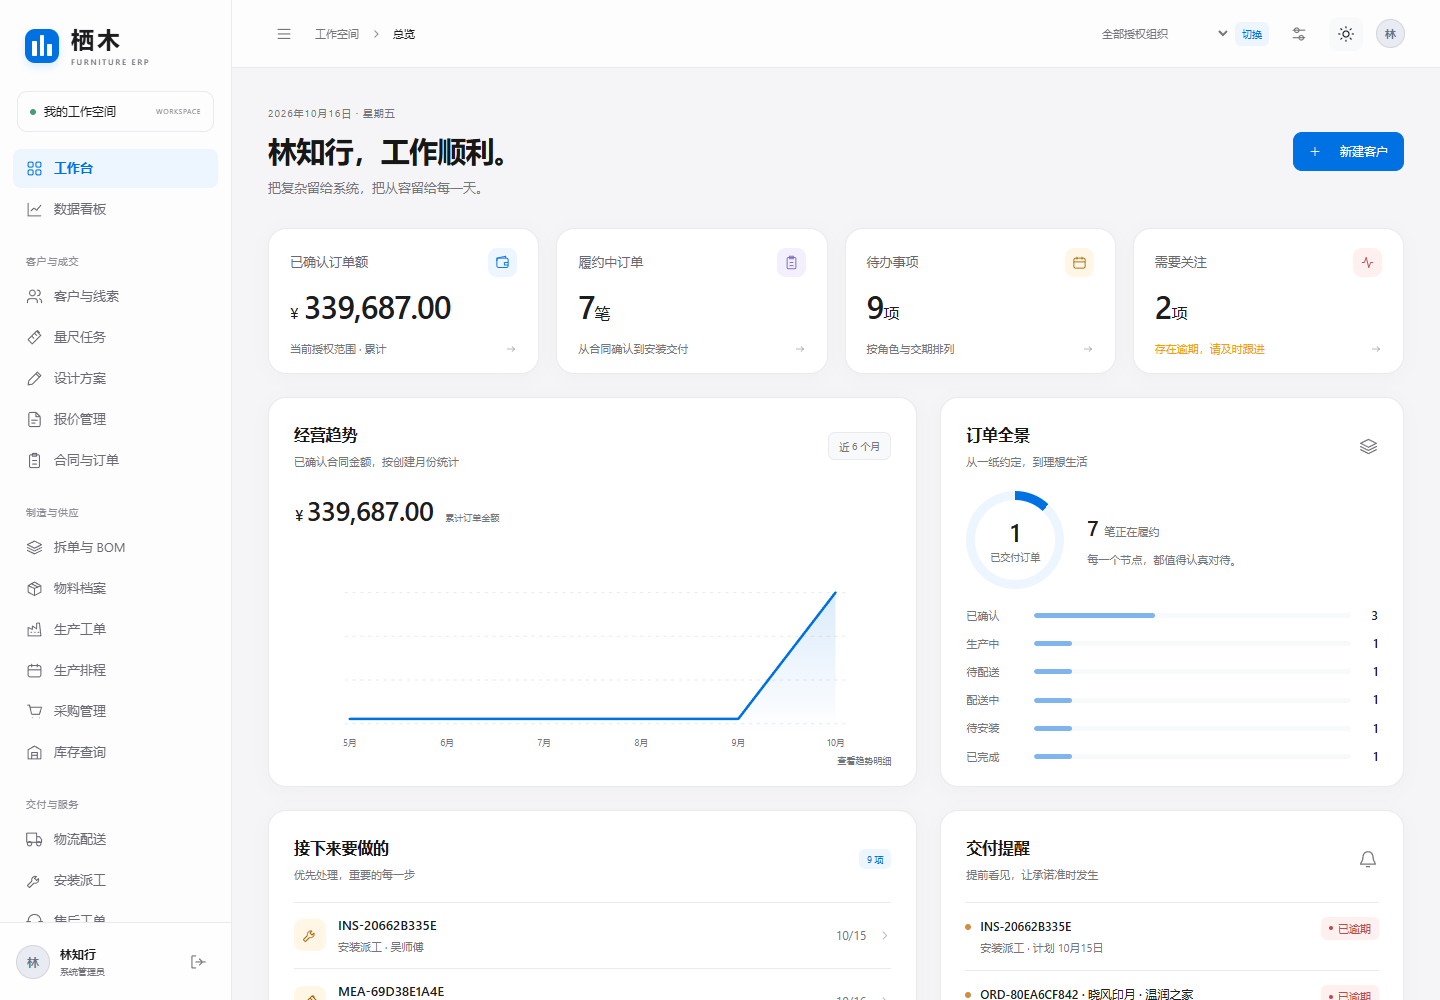 栖木
FURNITURE ERP
我的工作空间 WORKSPACE
工作台
数据看板
客户与成交
客户与线索
量尺任务
设计方案
报价管理
合同与订单
制造与供应
拆单与 BOM
物料档案
生产工单
生产排程
采购管理
库存查询
交付与服务
物流配送
安装派工
售后工单
林 林知行
系统管理员
工作空间 > 总览
全部授权组织 切换 林
2026年10月16日 · 星期五
林知行，工作顺利。
把复杂留给系统，把从容留给每一天。
+ 新建客户
已确认订单额
¥ 339,687.00
当前授权范围 · 累计 →
履约中订单
7笔
从合同确认到安装交付 →
待办事项
9项
按角色与交期排列 →
需要关注
2项
存在逾期，请及时跟进 →
经营趋势
已确认合同金额，按创建月份统计
近 6 个月
¥ 339,687.00 累计订单金额
5月 6月 7月 8月 9月 10月
查看趋势明细
订单全景
从一纸约定，到理想生活
1
已交付订单
7 笔正在履约
每一个节点，都值得认真对待。
已确认 3
生产中 1
待配送 1
配送中 1
待安装 1
已完成 1
接下来要做的
优先处理，重要的每一步
9 项
INS-20662B335E
安装派工 · 吴师傅
10/15
MEA-69D38E1A4E
10/16
交付提醒
提前看见，让承诺准时发生
INS-20662B335E
安装派工 · 计划 10月15日
已逾期
ORD-80EA6CF842 · 晓风印月 · 温润之家
已逾期